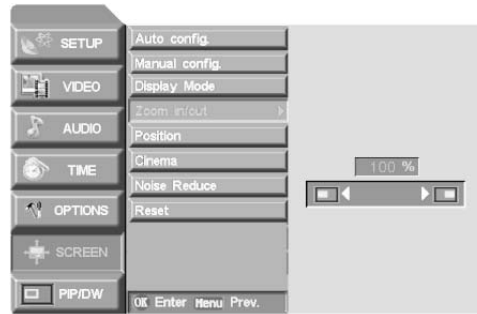 SETUP
VIDEO
AUDIO
TIME
OPTIONS
SCREEN
PIP/DW
Auto config.
Manual config.
Display Mode
Zoom in/out
Position
Cinema
Noise Reduce
Reset
OK Enter Menu Prev.
100 %